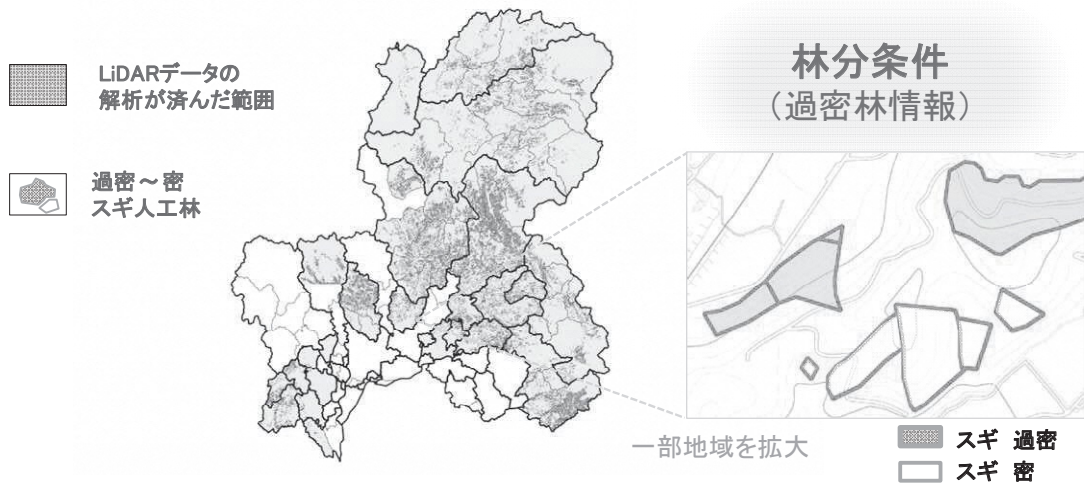 LiDARデータの
解析が済んだ範囲
過密～密
スギ人工林
林分条件
（過密林情報）
一部地域を拡大
スギ 過密
スギ 密